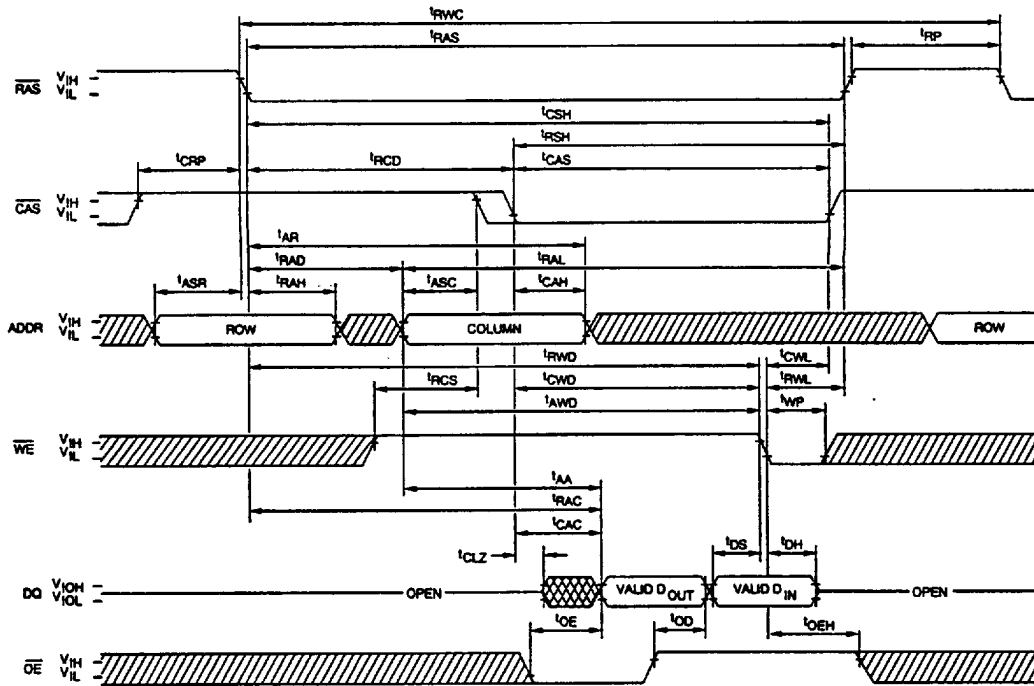 tRWC
tRAS tRP
RAS VIH
VIL
tCSH
tRSH
tCRP tRCD tCAS
CAS VIH
VIL
tAR
tRAD tRAL
tASR tRAH tASC tCAH
ADDR VIH
VIL
ROW COLUMN ROW
tRWD tCWL
tRCS tCWD tRWL
tAWD tWP
WE VIH
VIL
tAA
tRAC
tCAC
tCLZ tDS tDH
DQ VIOH
VIOL
OPEN VALID DOUT VALID DIN OPEN
tOE tOD tOEH
OE VIH
VIL